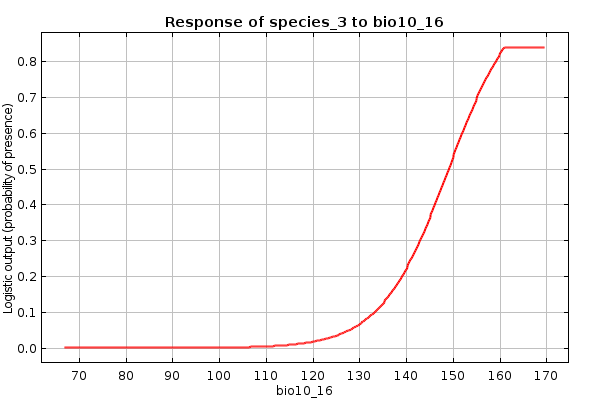 Response of species_3 to bio10_16
Logistic output (probability of presence)
0.8
0.7
0.6
0.5
0.4
0.3
0.2
0.1
0.0
70 80 90 100 110 120 130 140 150 160 170
bio10_16